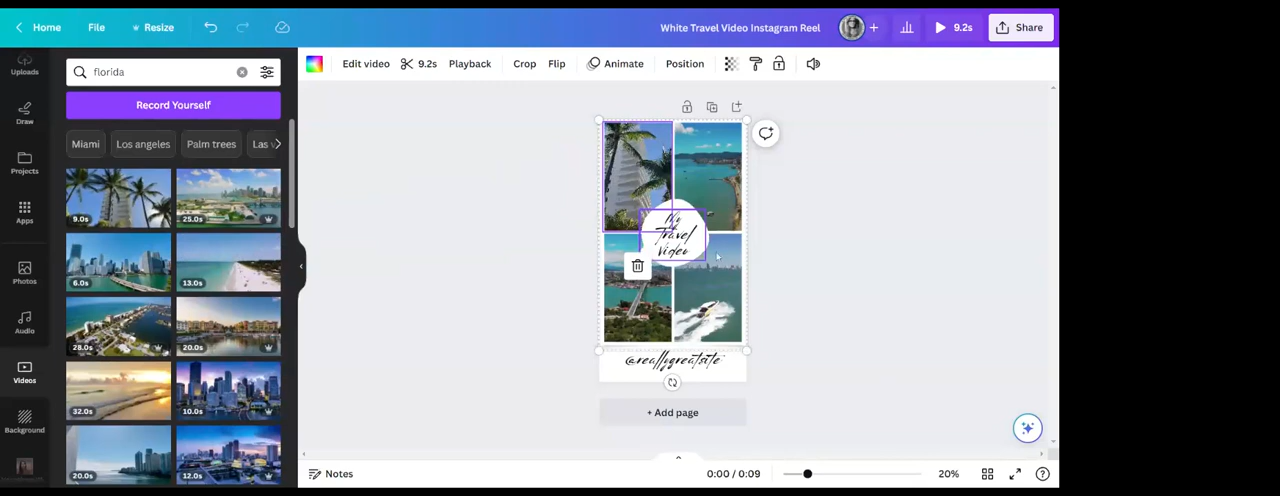 Home
File
Resize
White Travel Video Instagram Reel
+
9.2s
Share
Uploads
Draw
Projects
Apps
Photos
Audio
Videos
Background
florida
Record Yourself
Miami
Los angeles
Palm trees
Las
9.0s
25.0s
6.0s
13.0s
28.0s
20.0s
32.0s
10.0s
20.0s
12.0s
Edit video
9.2s
Playback
Crop
Flip
Animate
Position
My
Travel
Video
@reallygreatsite
+ Add page
Notes
0:00 / 0:09
20%